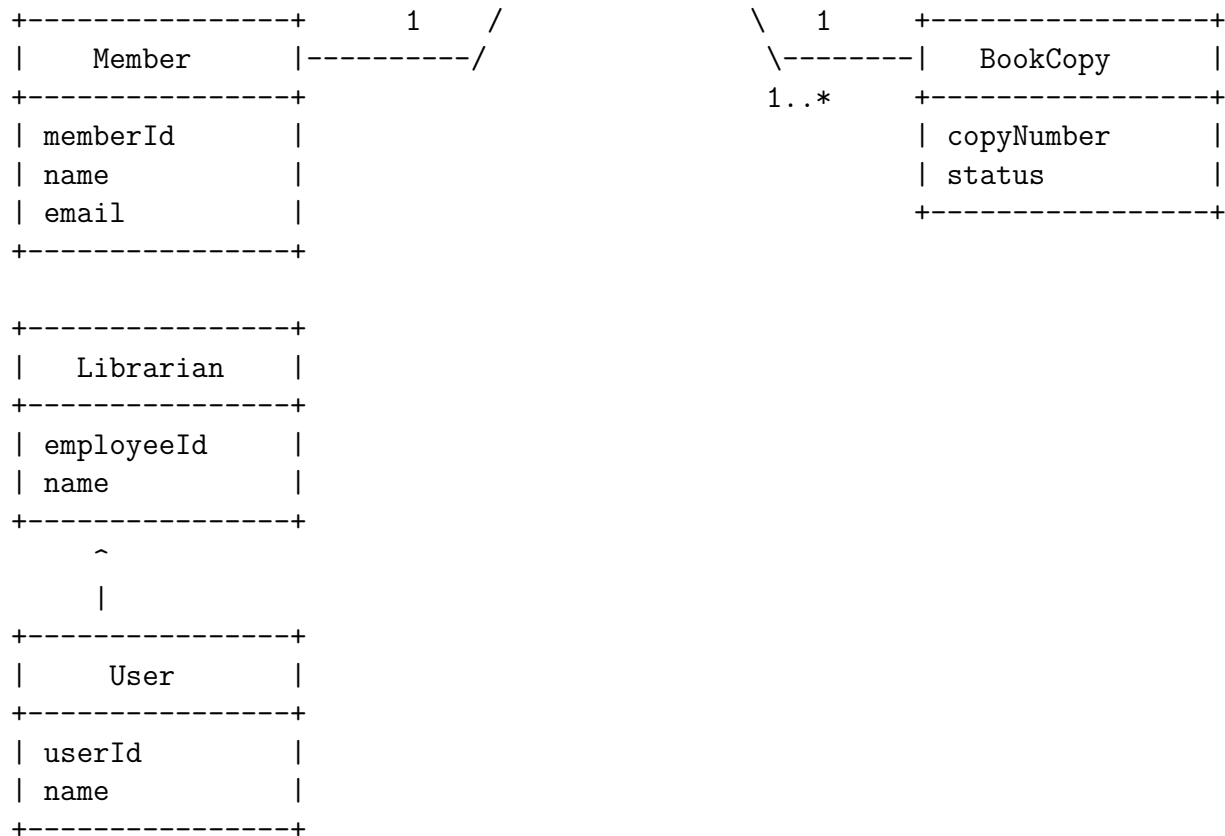 +----------------+      1    /               \   1     +-----------------+
|    Member      |----------/                 \--------|   BookCopy      |
+----------------+                            1..*     +-----------------+
| memberId       |                                     | copyNumber      |
| name           |                                     | status          |
| email          |                                     +-----------------+
+----------------+
+----------------+
|   Librarian    |
+----------------+
| employeeId     |
| name           |
+----------------+
     ^
     |
+----------------+
|     User       |
+----------------+
| userId         |
| name           |
+----------------+